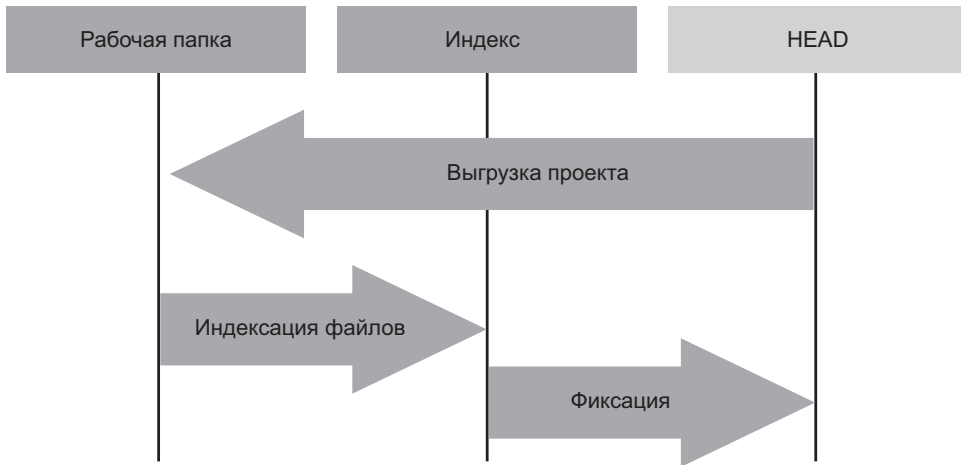 Рабочая папка
Индекс
HEAD
Выгрузка проекта
Индексация файлов
Фиксация